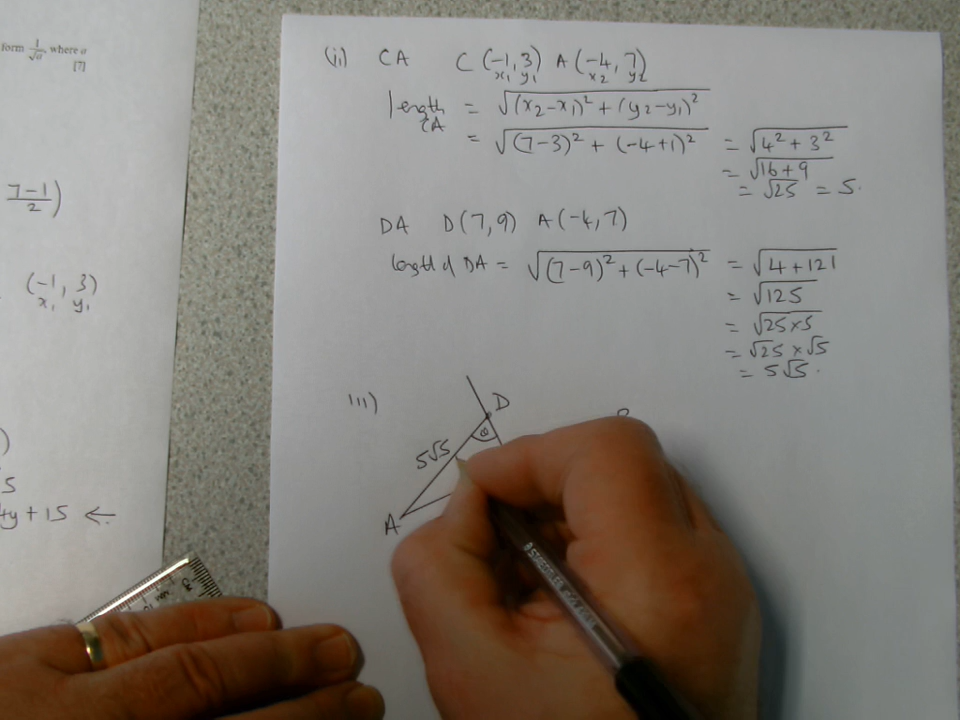 form 1/√a, where a
[7]
7-1/2)
(-1, 3)
x₁ y₁
)
5
4y+15 ←
(ii) CA C(-1,3) A(-4,7)
x₁ y₁ x₂ y₂
length CA = √(x₂-x₁)² + (y₂-y₁)²
= √(7-3)² + (-4+1)² = √4² + 3²
= √16+9
= √25 = 5.
DA D(7,9) A(-4,7)
length of DA = √(7-9)² + (-4-7)² = √4+121
= √125
= √25×5
= √25 × √5
= 5√5.
iii)
D
θ
5√5
A